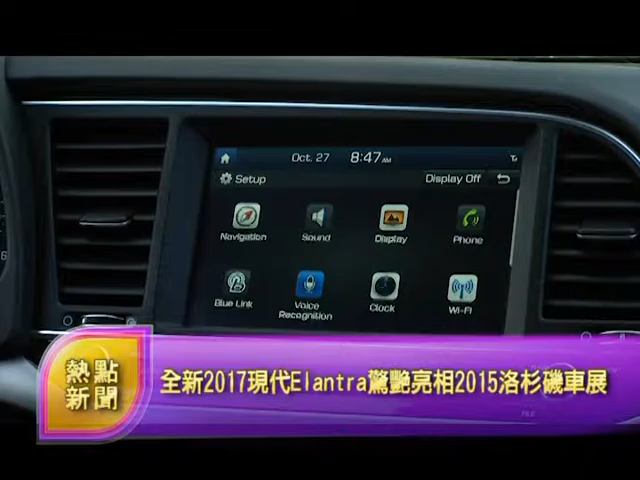 Oct. 27 8:47 AM
Setup Display Off
Navigation Sound Display Phone
Blue Link Voice Recognition Clock Wi-Fi
熱點
新聞
全新2017現代Elantra驚艷亮相2015洛杉磯車展